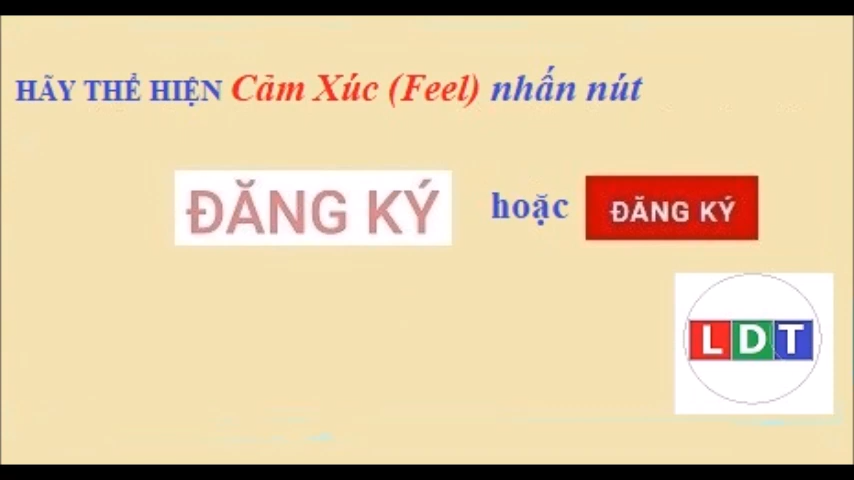 HÃY THỂ HIỆN Cảm Xúc (Feel) nhấn nút
ĐĂNG KÝ hoặc ĐĂNG KÝ
LDT